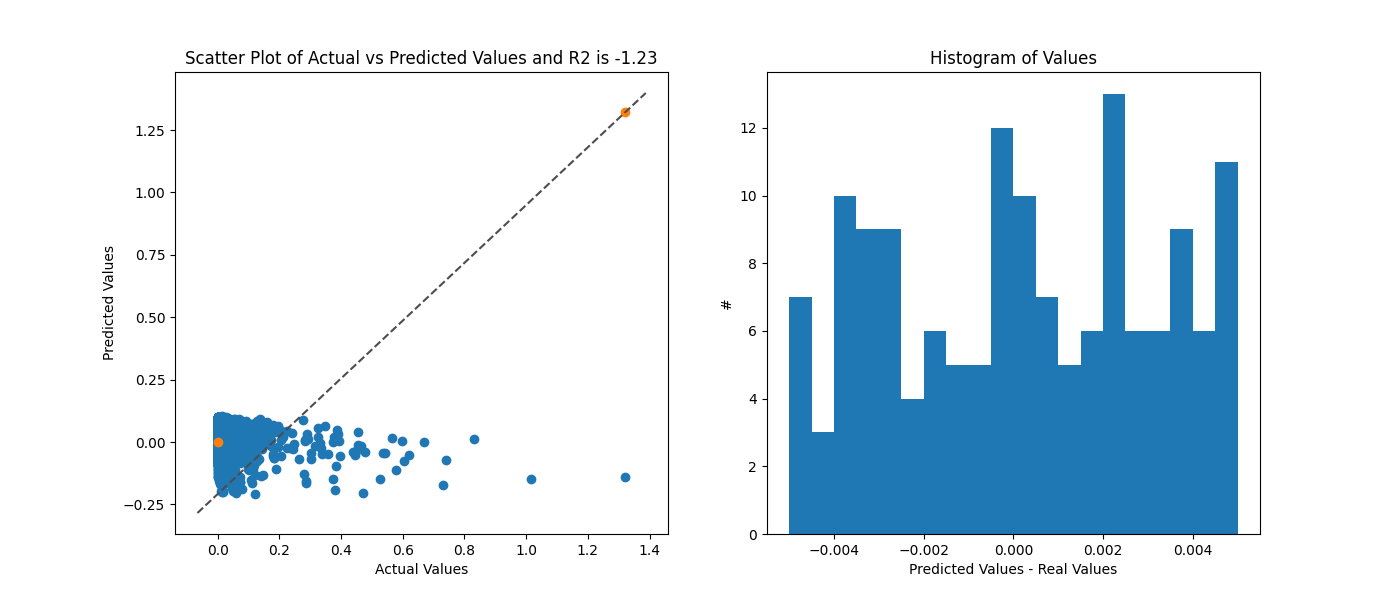 Scatter Plot of Actual vs Predicted Values and R2 is -1.23
Predicted Values
1.25
1.00
0.75
0.50
0.25
0.00
−0.25
0.0 0.2 0.4 0.6 0.8 1.0 1.2 1.4
Actual Values
Histogram of Values
#
12
10
8
6
4
2
0
−0.004 −0.002 0.000 0.002 0.004
Predicted Values - Real Values